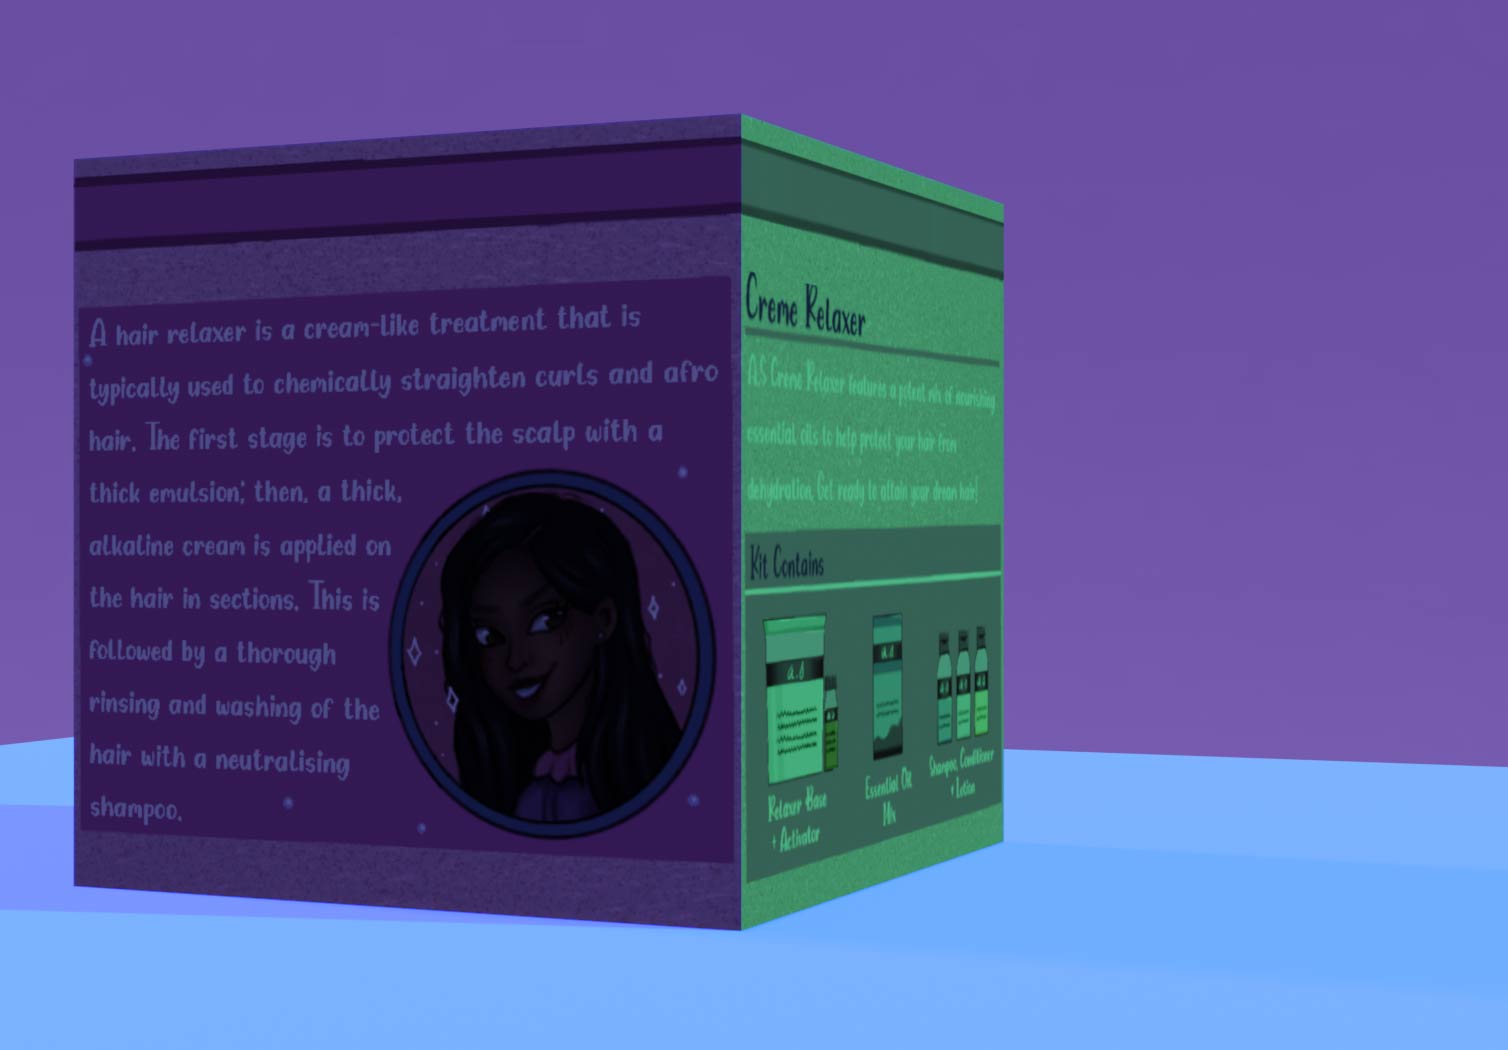 A hair relaxer is a cream-like treatment that is
typically used to chemically straighten curls and afro
hair. The first stage is to protect the scalp with a
thick emulsion; then, a thick,
alkaline cream is applied on
the hair in sections. This is
followed by a thorough
rinsing and washing of the
hair with a neutralising
shampoo.
Creme Relaxer
A.S Creme Relaxer features a potent mix of nourishing
essential oils to help protect your hair from
dehydration. Get ready to attain your dream hair!
Kit Contains
a.s
Relaxer Base
+ Activator
Essential Oil
Mix
Shampoo, Conditioner
+ Lotion